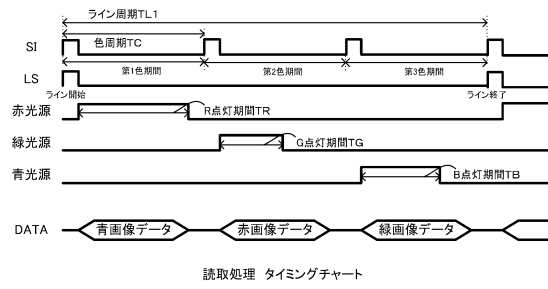 ライン周期TL1
SI
色周期TC
第1色期間
第2色期間
第3色期間
LS
ライン開始
ライン終了
赤光源
R点灯期間TR
緑光源
G点灯期間TG
青光源
B点灯期間TB
DATA
青画像データ
赤画像データ
緑画像データ
読取処理 タイミングチャート